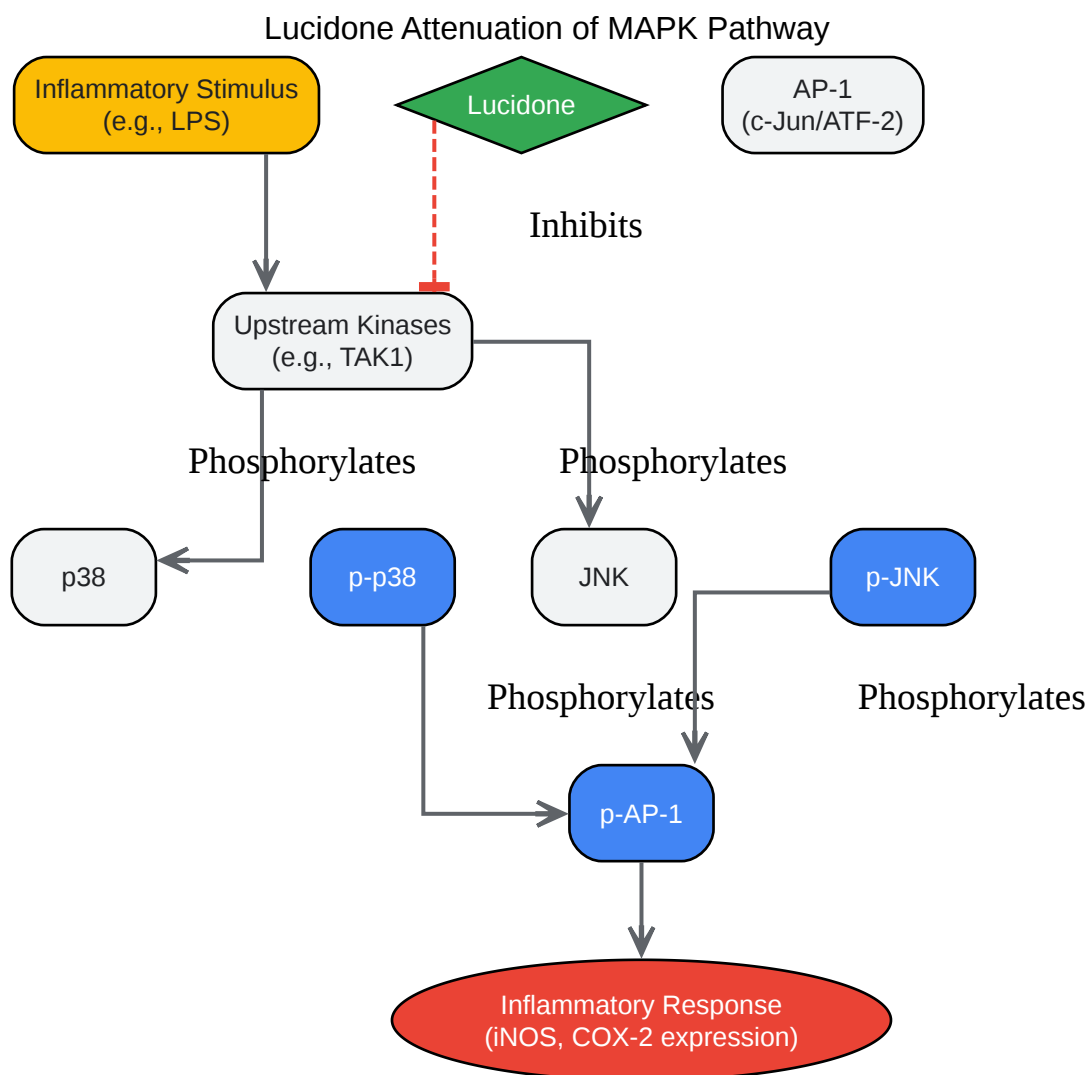 Lucidone Attenuation of MAPK Pathway
Inflammatory Stimulus
(e.g., LPS)
Lucidone
AP-1
(c-Jun/ATF-2)
Inhibits
Upstream Kinases
(e.g., TAK1)
Phosphorylates
Phosphorylates
p38
p-p38
JNK
p-JNK
Phosphorylates
Phosphorylates
p-AP-1
Inflammatory Response
(iNOS, COX-2 expression)